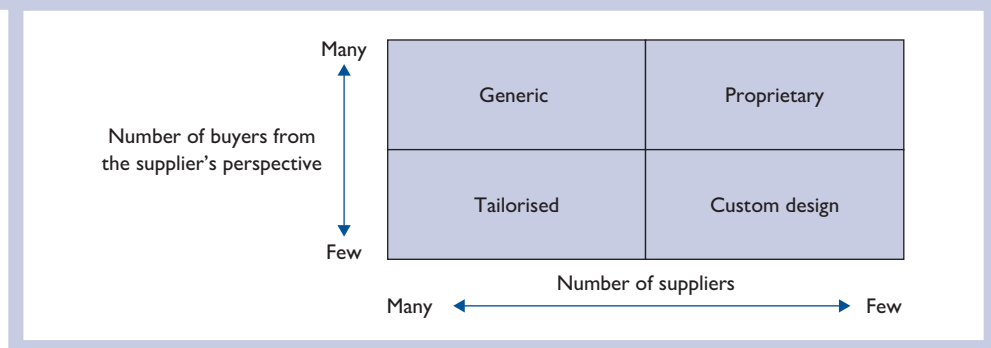 Many
Generic
Proprietary
Number of buyers from
the supplier's perspective
Tailorised
Custom design
Few
Number of suppliers
Many
Few